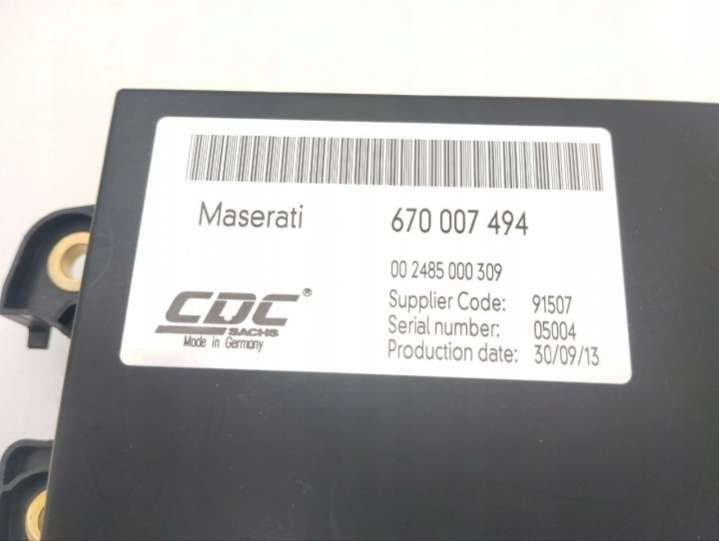 Maserati 670 007 494
00 2485 000 309
CDC®
SACHS
Made in Germany
Supplier Code: 91507
Serial number: 05004
Production date: 30/09/13